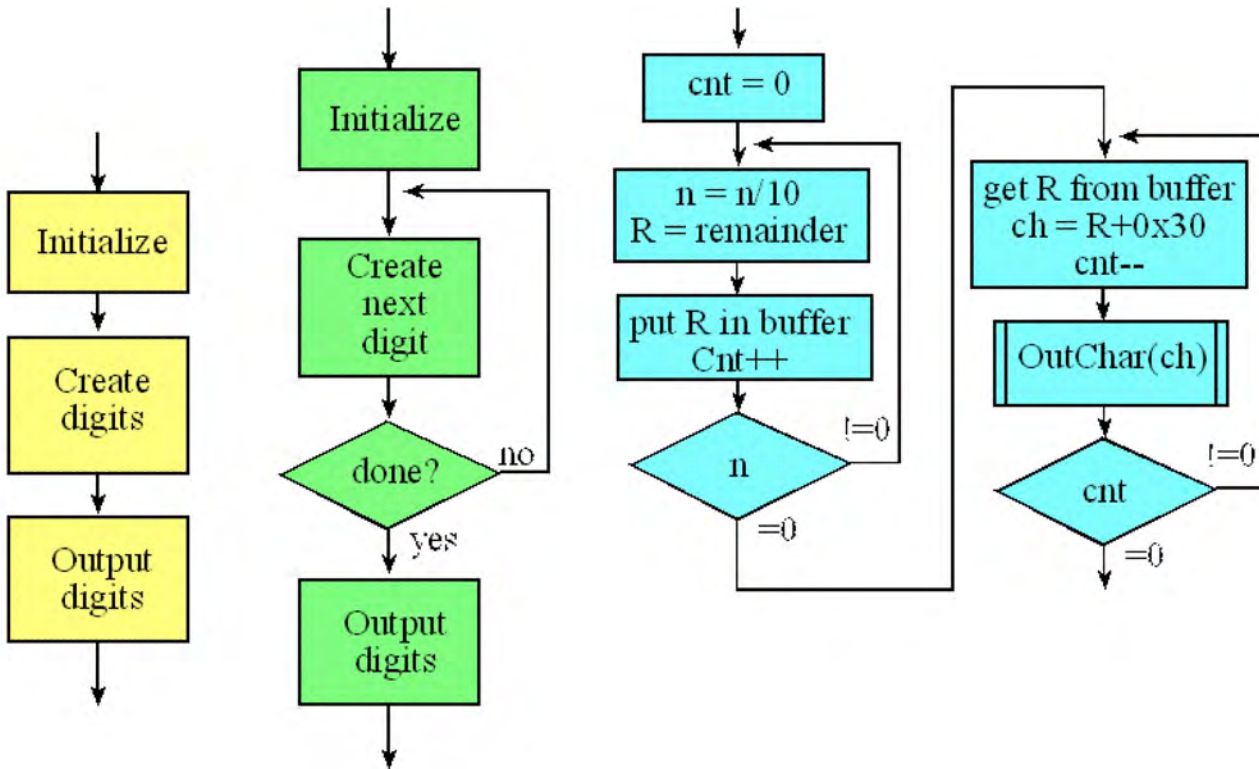 Initialize
Create
digits
Output
digits
Initialize
Create
next
digit
done?
no
yes
Output
digits
cnt = 0
n = n/10
R = remainder
put R in buffer
Cnt++
n
!=0
=0
get R from buffer
ch = R+0x30
cnt--
OutChar(ch)
cnt
!=0
=0